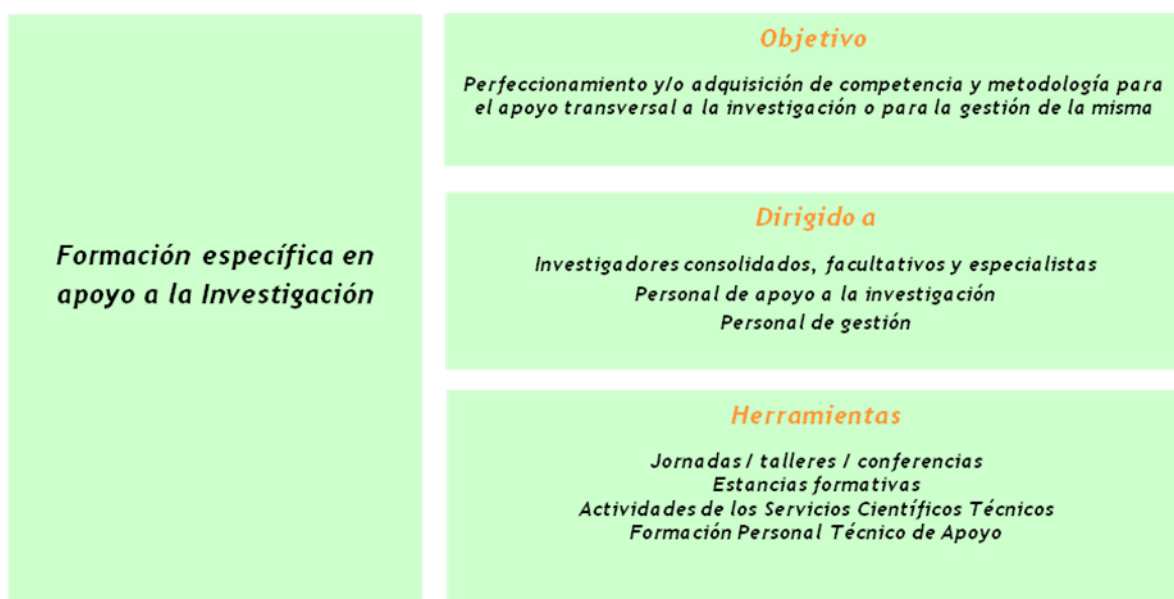 Formación específica en
apoyo a la Investigación
Objetivo
Perfeccionamiento y/o adquisición de competencia y metodología para
el apoyo transversal a la investigación o para la gestión de la misma
Dirigido a
Investigadores consolidados, facultativos y especialistas
Personal de apoyo a la investigación
Personal de gestión
Herramientas
Jornadas / talleres / conferencias
Estancias formativas
Actividades de los Servicios Científicos Técnicos
Formación Personal Técnico de Apoyo